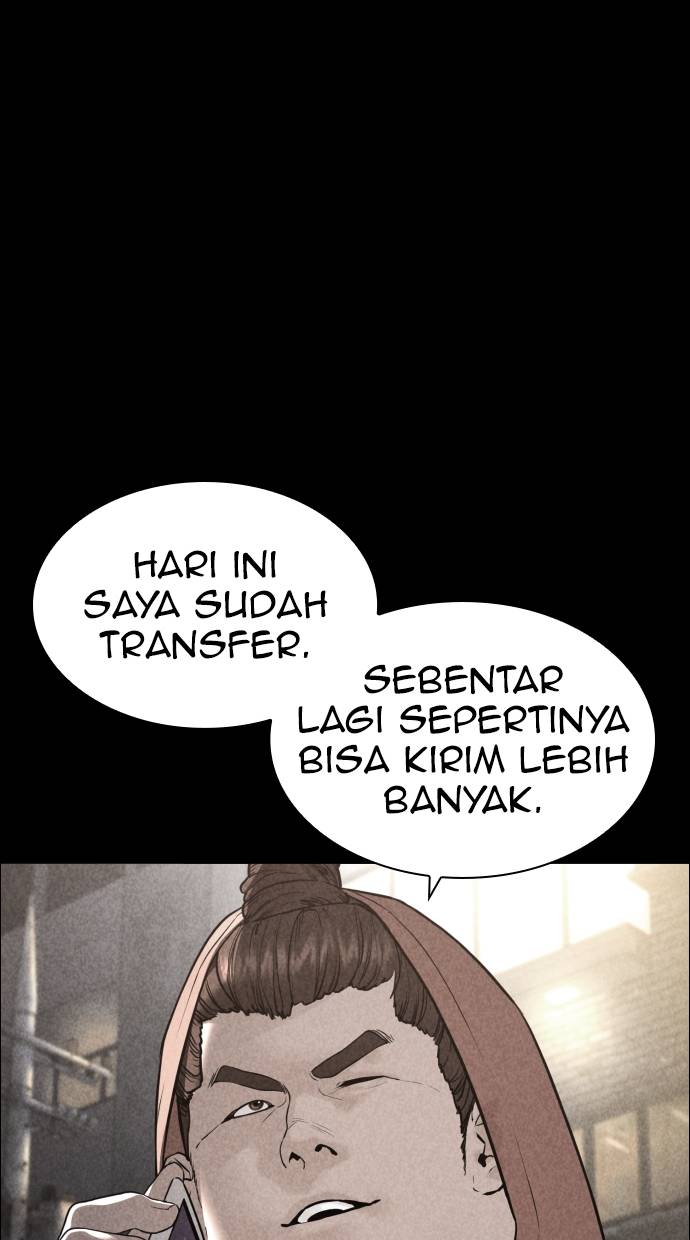 HARI INI
SAYA SUDAH
TRANSFER.
SEBENTAR
LAGI SEPERTINYA
BISA KIRIM LEBIH
BANYAK.